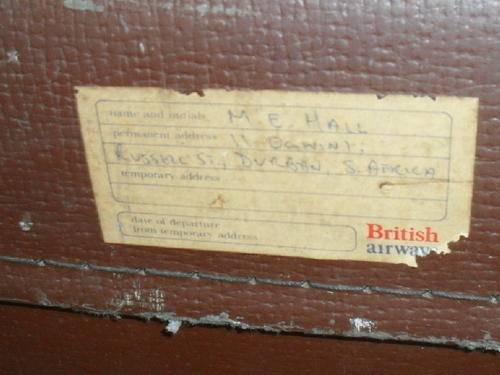 name and initials M. E. HALL
permanent address 11
RUSSELL ST., DURBAN, S. AFRICA
temporary address
date of departure
from temporary address
British
airways